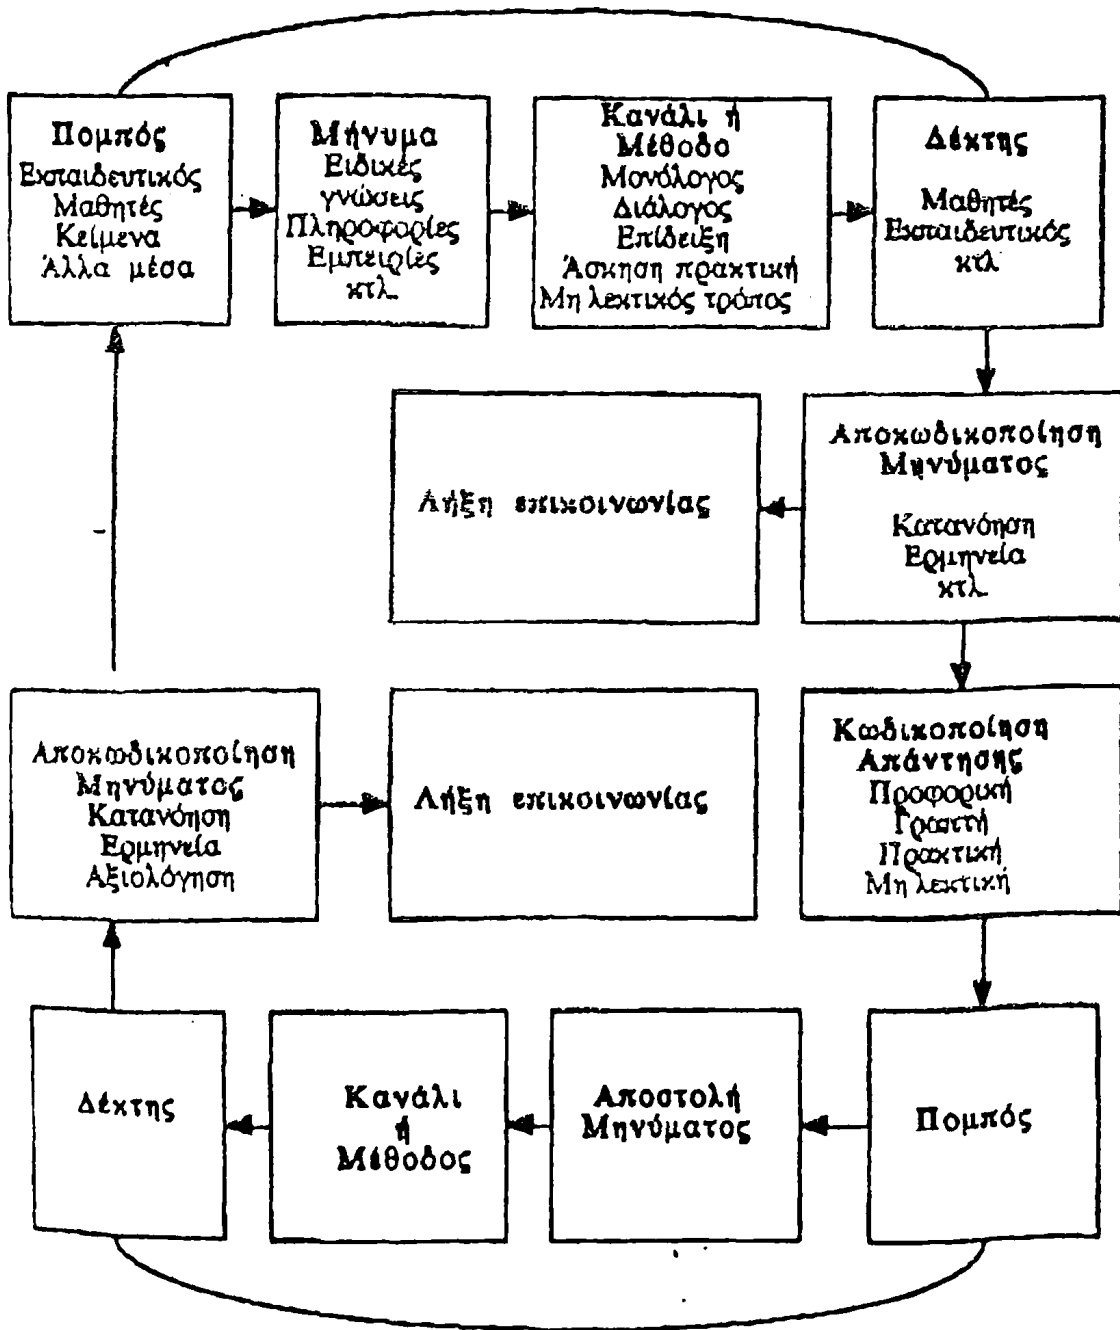 Πομπός
Εκπαιδευτικός
Μαθητές
Κείμενα
Άλλα μέσα
Μήνυμα
Ειδικές
γνώσεις
Πληροφορίες
Εμπειρίες
κτλ.
Κανάλι ή
Μέθοδο
Μονόλογος
Διάλογος
Επίδειξη
Άσκηση πρακτική
Μη λεκτικός τρόπος
Δέκτης
Μαθητές
Εκπαιδευτικός
κτλ
Αποκωδικοποίηση
Μηνύματος
Κατανόηση
Ερμηνεία
κτλ.
Λήξη επικοινωνίας
Κωδικοποίηση
Απάντησης
Προφορική
Γραπτή
Πρακτική
Μη λεκτική
Πομπός
Αποστολή
Μηνύματος
Κανάλι
ή
Μέθοδος
Δέκτης
Αποκωδικοποίηση
Μηνύματος
Κατανόηση
Ερμηνεία
Αξιολόγηση
Λήξη επικοινωνίας